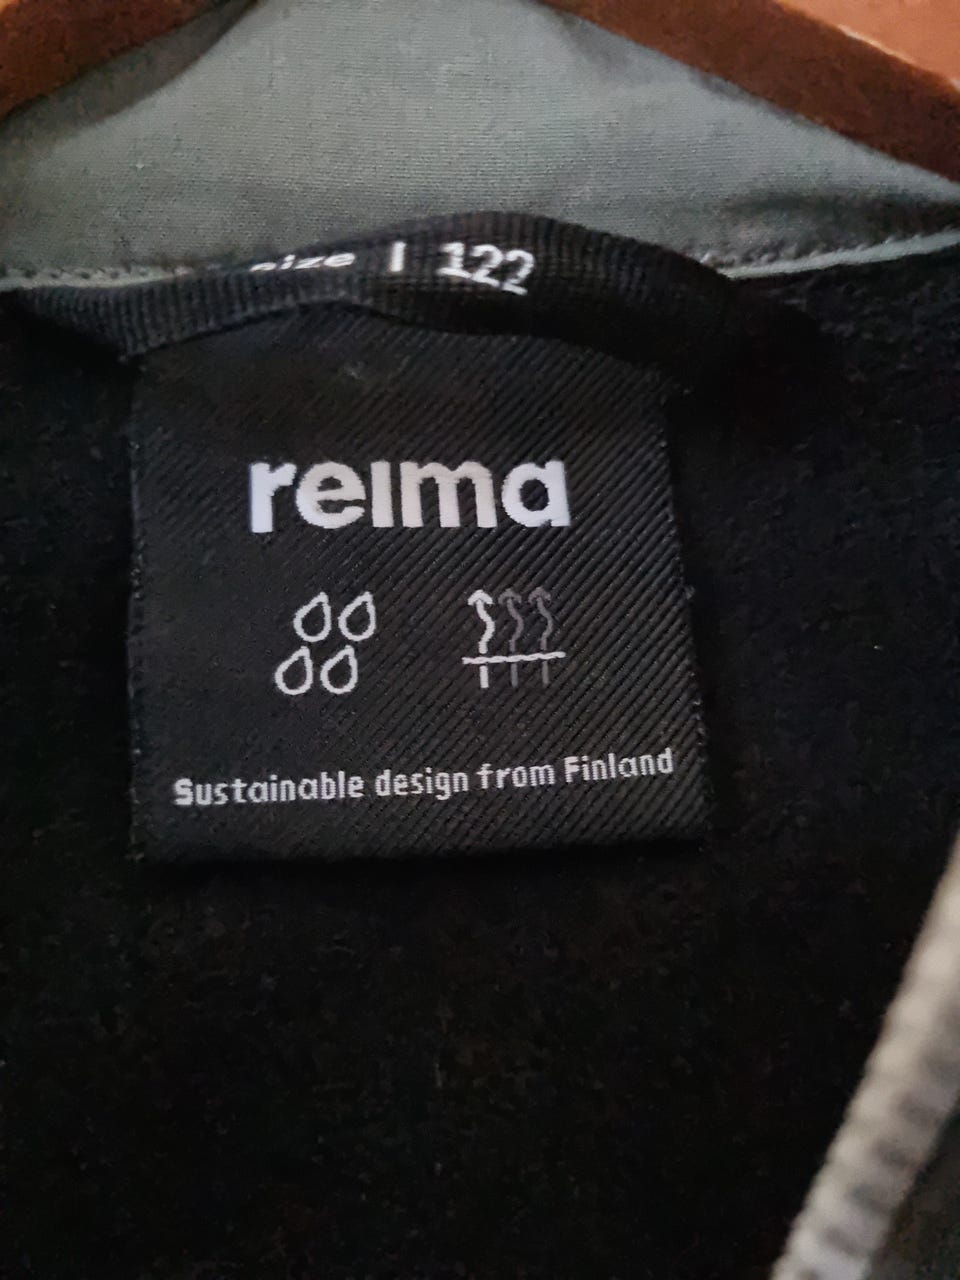 size | 122
reima
Sustainable design from Finland